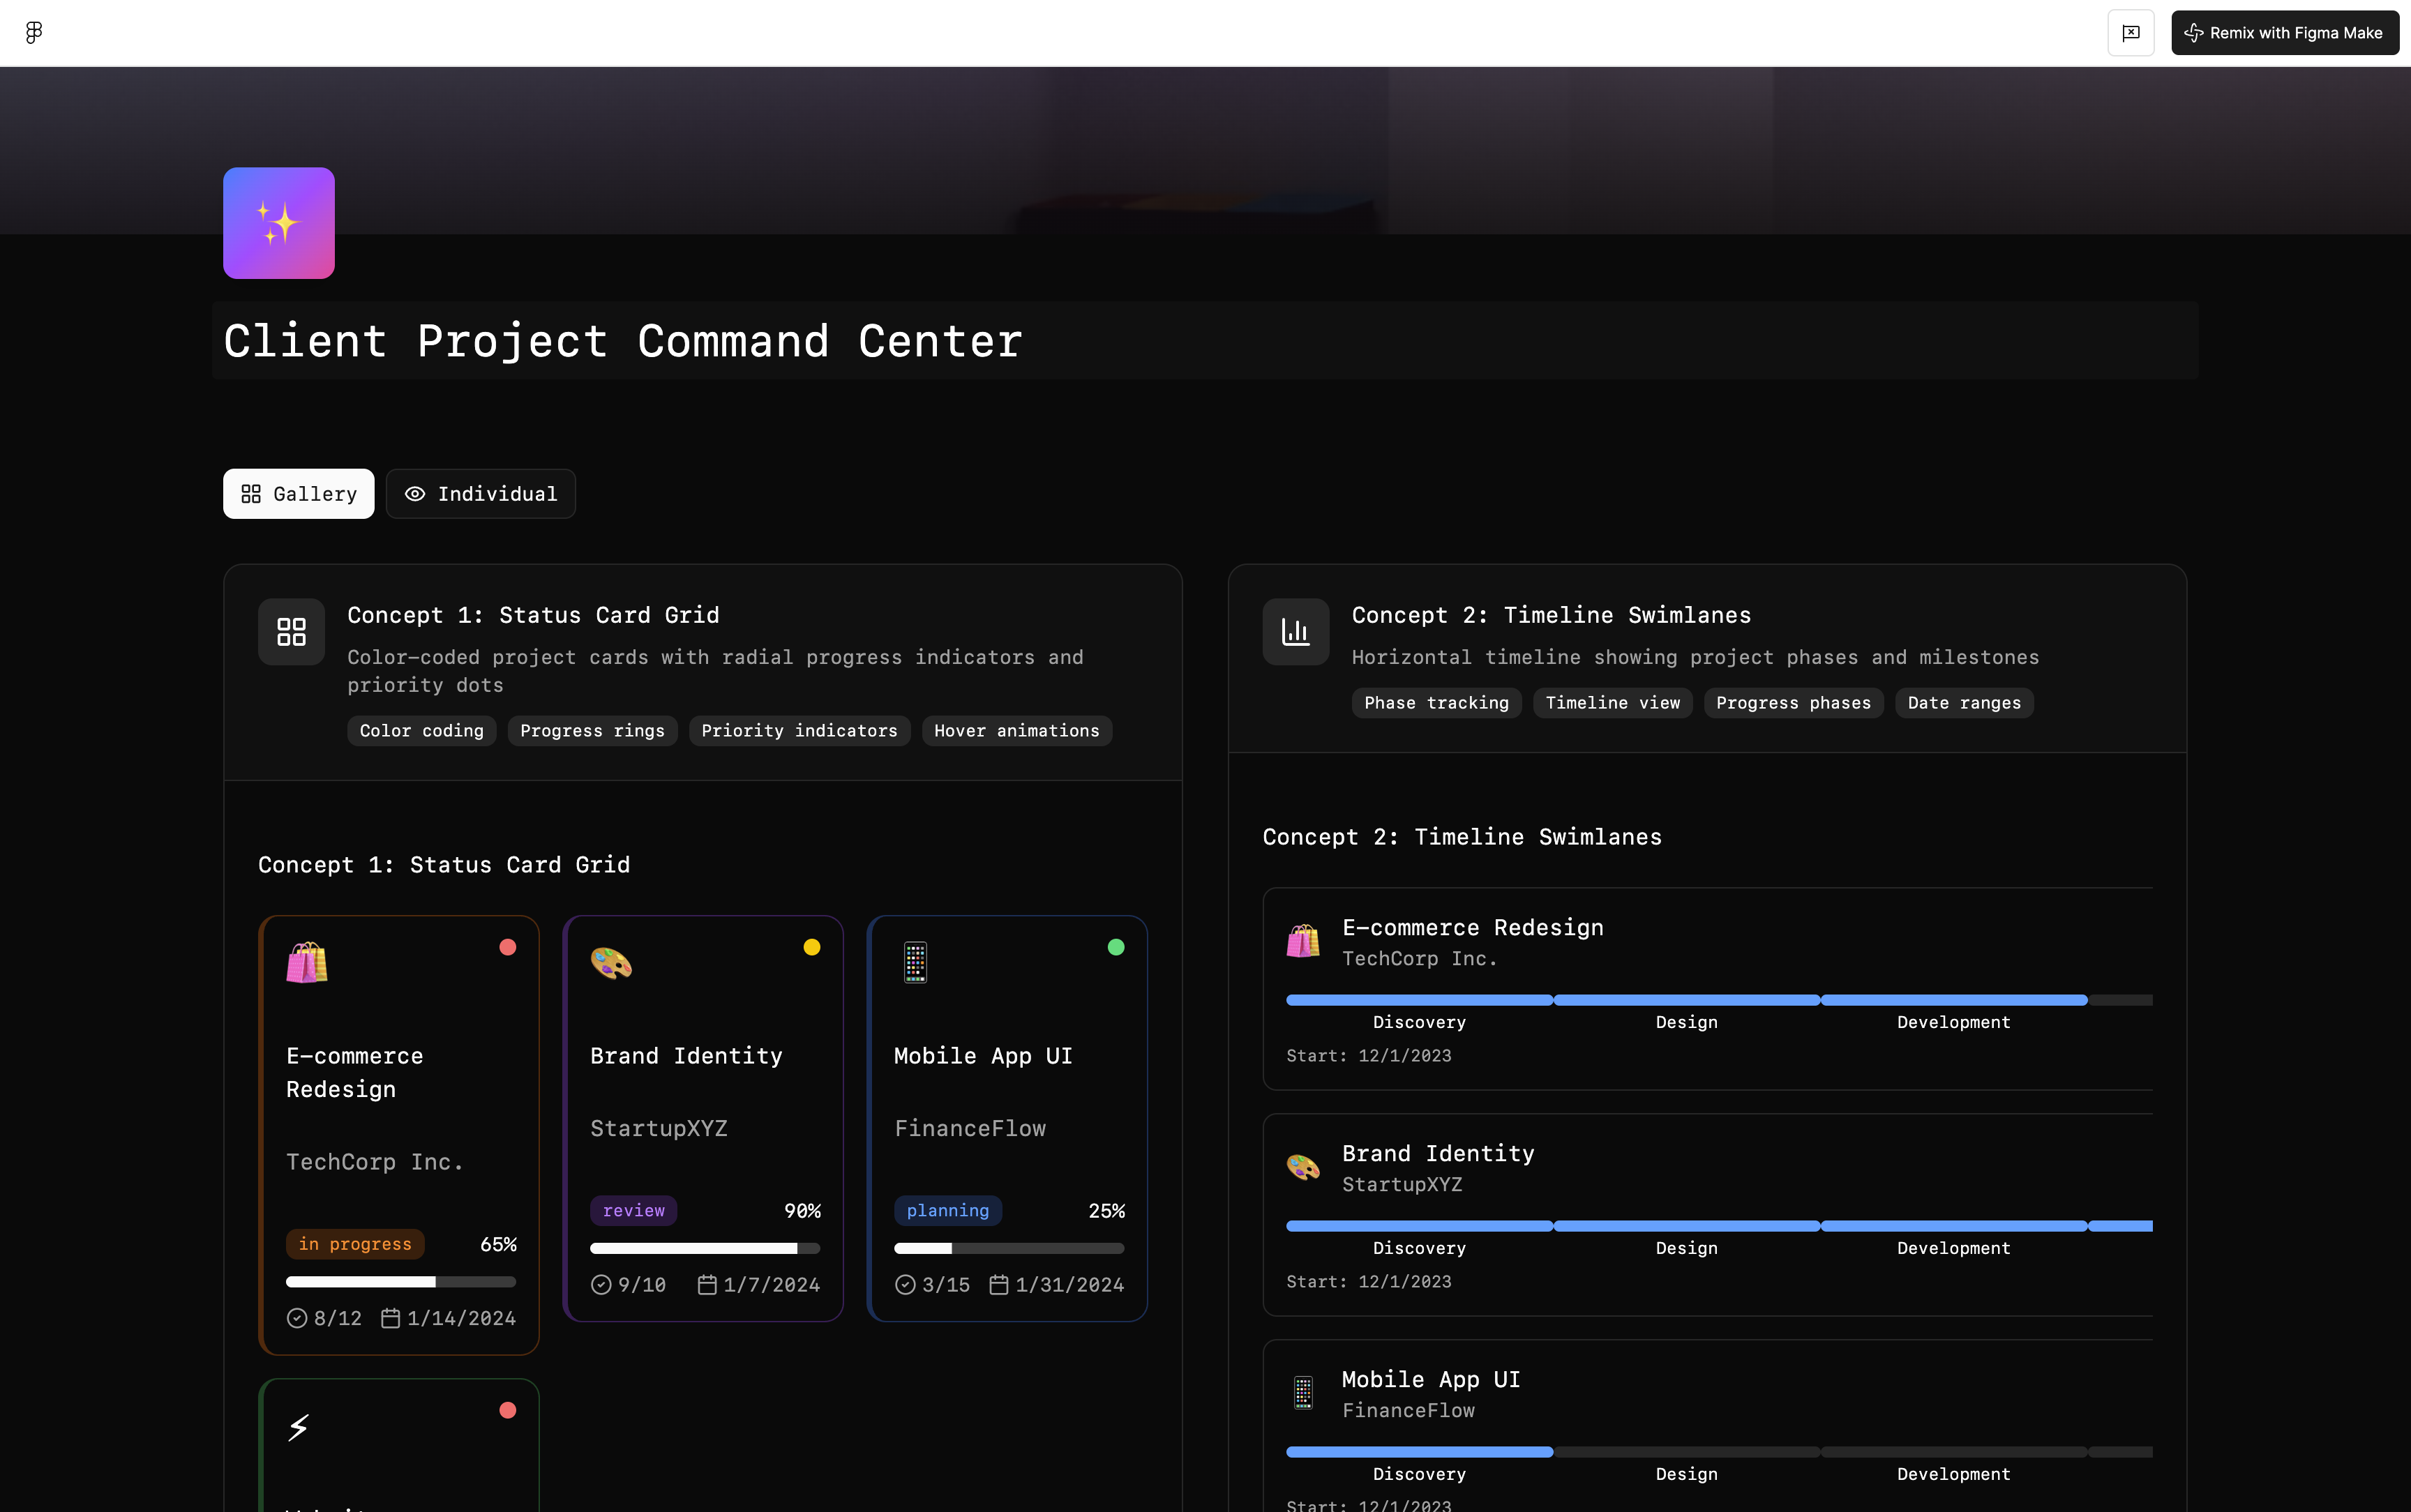 Remix with Figma Make
Client Project Command Center
Gallery
Individual
Concept 1: Status Card Grid
Color-coded project cards with radial progress indicators and
priority dots
Color coding
Progress rings
Priority indicators
Hover animations
Concept 1: Status Card Grid
E-commerce
Redesign
TechCorp Inc.
in progress
65%
8/12
1/14/2024
Brand Identity
StartupXYZ
review
90%
9/10
1/7/2024
Mobile App UI
FinanceFlow
planning
25%
3/15
1/31/2024
Concept 2: Timeline Swimlanes
Horizontal timeline showing project phases and milestones
Phase tracking
Timeline view
Progress phases
Date ranges
Concept 2: Timeline Swimlanes
E-commerce Redesign
TechCorp Inc.
Discovery
Design
Development
Start: 12/1/2023
Brand Identity
StartupXYZ
Discovery
Design
Development
Start: 12/1/2023
Mobile App UI
FinanceFlow
Discovery
Design
Development
Start: 12/1/2023